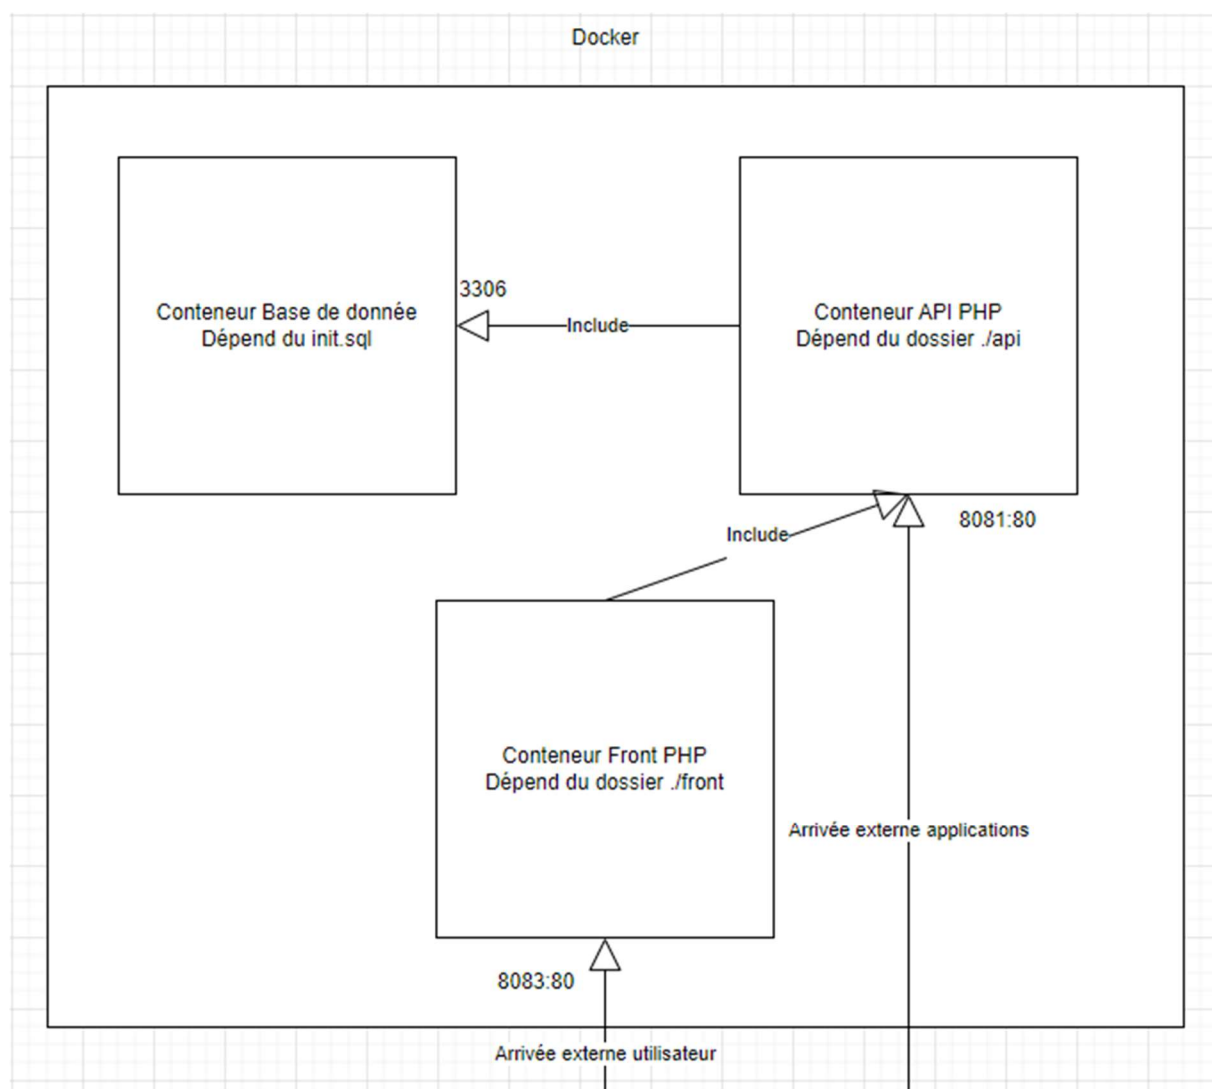 Docker
3306
Conteneur Base de donnée
Dépend du init.sql
Include
Conteneur API PHP
Dépend du dossier ./api
8081:80
Include
Conteneur Front PHP
Dépend du dossier ./front
Arrivée externe applications
8083:80
Arrivée externe utilisateur